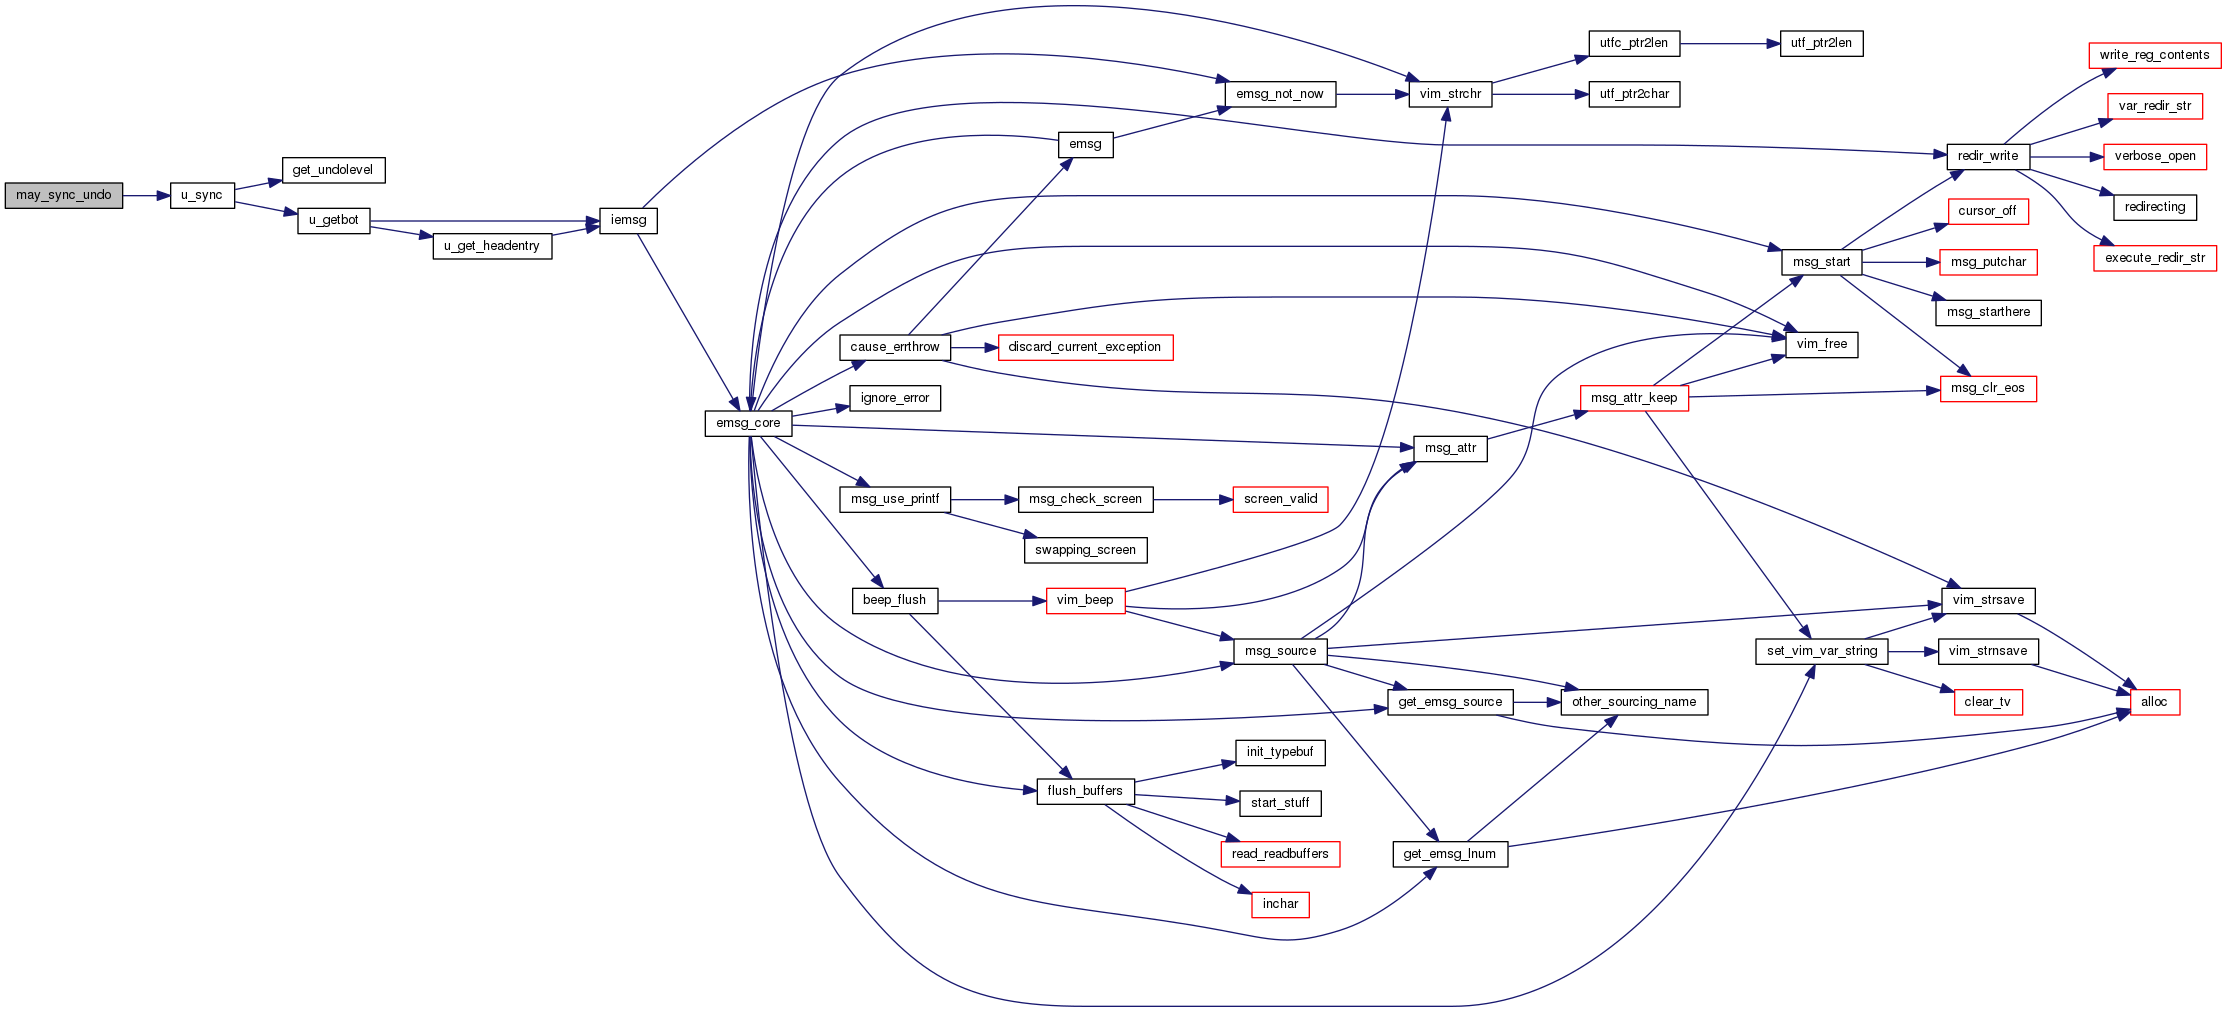 may_sync_undo
u_sync
get_undolevel
u_getbot
u_get_headentry
iemsg
emsg_core
cause_errthrow
ignore_error
msg_use_printf
beep_flush
emsg
discard_current_exception
msg_check_screen
swapping_screen
vim_beep
flush_buffers
emsg_not_now
screen_valid
msg_source
init_typebuf
start_stuff
read_readbuffers
inchar
vim_strchr
msg_attr
get_emsg_source
get_emsg_lnum
utfc_ptr2len
utf_ptr2char
msg_attr_keep
other_sourcing_name
utf_ptr2len
msg_start
vim_free
set_vim_var_string
redir_write
cursor_off
msg_putchar
msg_starthere
msg_clr_eos
vim_strsave
vim_strnsave
clear_tv
write_reg_contents
var_redir_str
verbose_open
redirecting
execute_redir_str
alloc